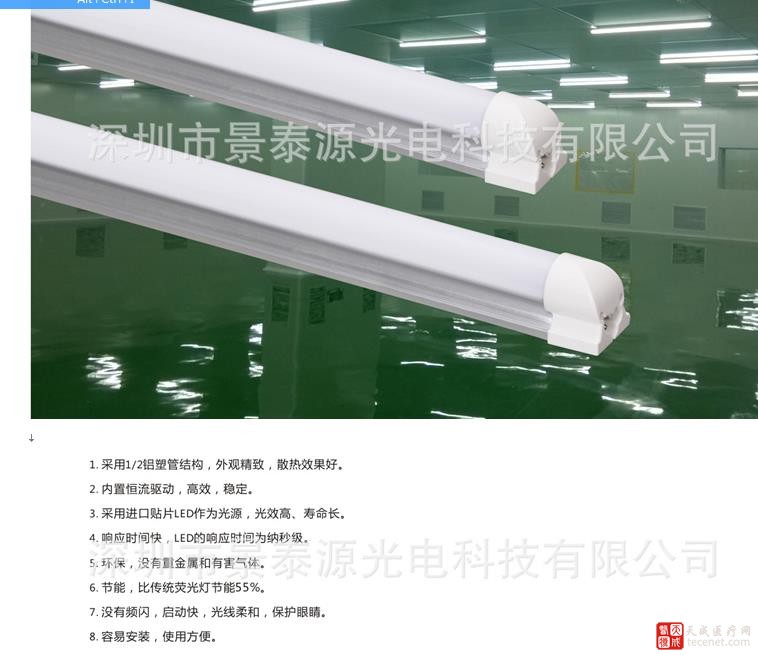 Alt+Ctrl+1
深圳市景泰源光电科技有限公司
↓
1. 采用1/2铝塑管结构，外观精致，散热效果好。
2. 内置恒流驱动，高效，稳定。
3. 采用进口贴片LED作为光源，光效高、寿命长。
4. 响应时间快，LED的响应时间为纳秒级。
深圳市景泰源光电科技有限公司
5. 环保，没有重金属和有害气体。
6. 节能，比传统荧光灯节能55%。
7. 没有频闪，启动快，光线柔和，保护眼睛。
8. 容易安装，使用方便。
天成医疗网
tecenet.com